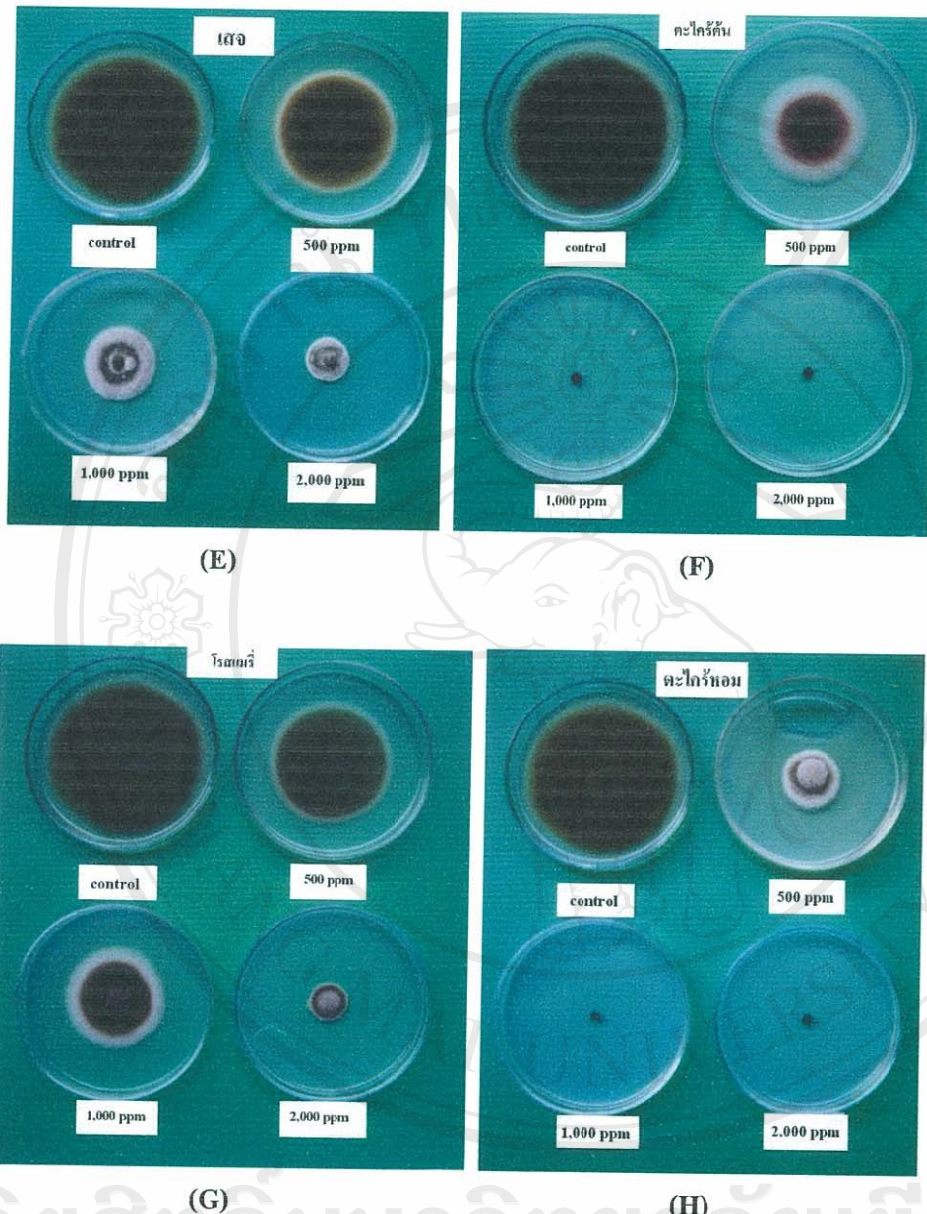 เสจ
control
500 ppm
1,000 ppm
2,000 ppm
(E)
ตะไคร้ต้น
control
500 ppm
1,000 ppm
2,000 ppm
(F)
โรสแมรี่
control
500 ppm
1,000 ppm
2,000 ppm
(G)
ตะไคร้หอม
control
500 ppm
1,000 ppm
2,000 ppm
(H)